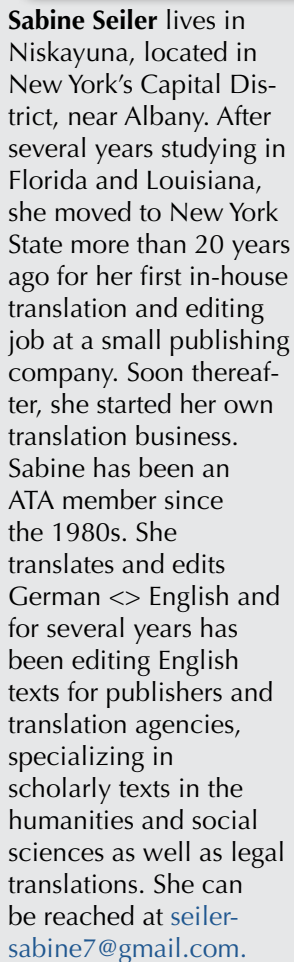 Sabine Seiler lives in
Niskayuna, located in
New York's Capital Dis-
trict, near Albany. After
several years studying in
Florida and Louisiana,
she moved to New York
State more than 20 years
ago for her first in-house
translation and editing
job at a small publishing
company. Soon thereaf-
ter, she started her own
translation business.
Sabine has been an
ATA member since
the 1980s. She
translates and edits
German <> English and
for several years has
been editing English
texts for publishers and
translation agencies,
specializing in
scholarly texts in the
humanities and social
sciences as well as legal
translations. She can
be reached at seiler-
sabine7@gmail.com.